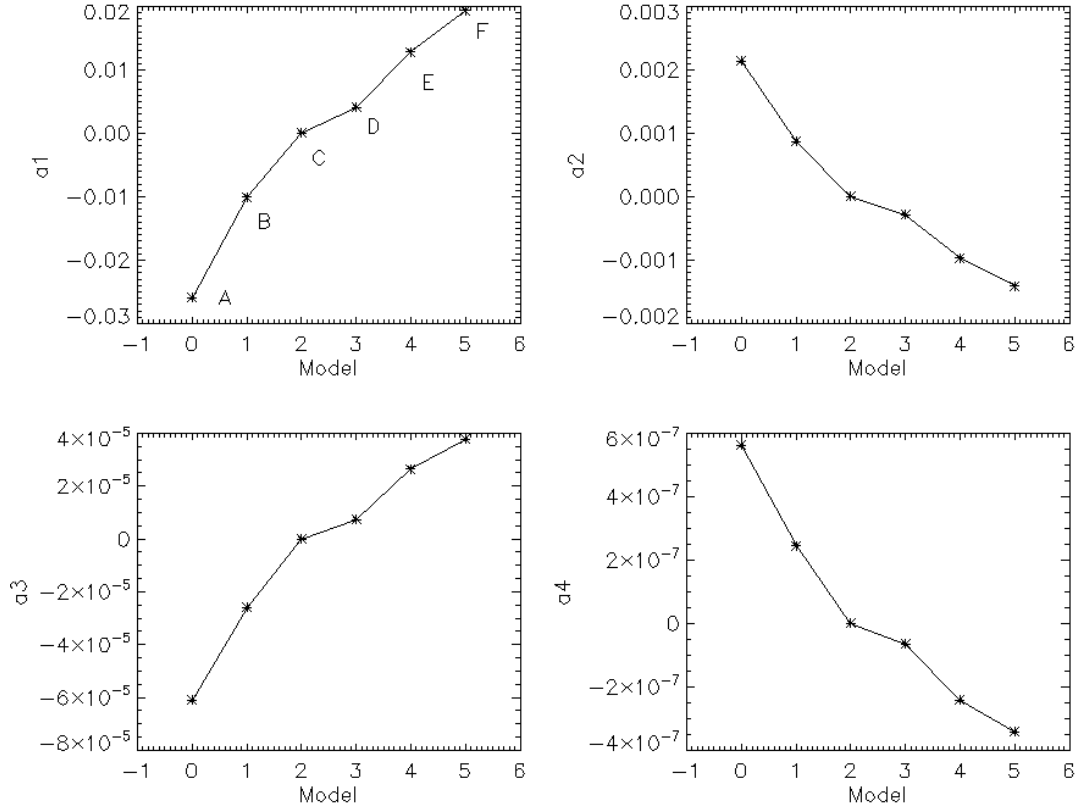 0.02
0.01
0.00
−0.01
−0.02
−0.03
a1
A
B
C
D
E
F
−1 0 1 2 3 4 5 6
Model
0.003
0.002
0.001
0.000
−0.001
−0.002
a2
−1 0 1 2 3 4 5 6
Model
4×10⁻⁵
2×10⁻⁵
0
−2×10⁻⁵
−4×10⁻⁵
−6×10⁻⁵
−8×10⁻⁵
a3
−1 0 1 2 3 4 5 6
Model
6×10⁻⁷
4×10⁻⁷
2×10⁻⁷
0
−2×10⁻⁷
−4×10⁻⁷
a4
−1 0 1 2 3 4 5 6
Model